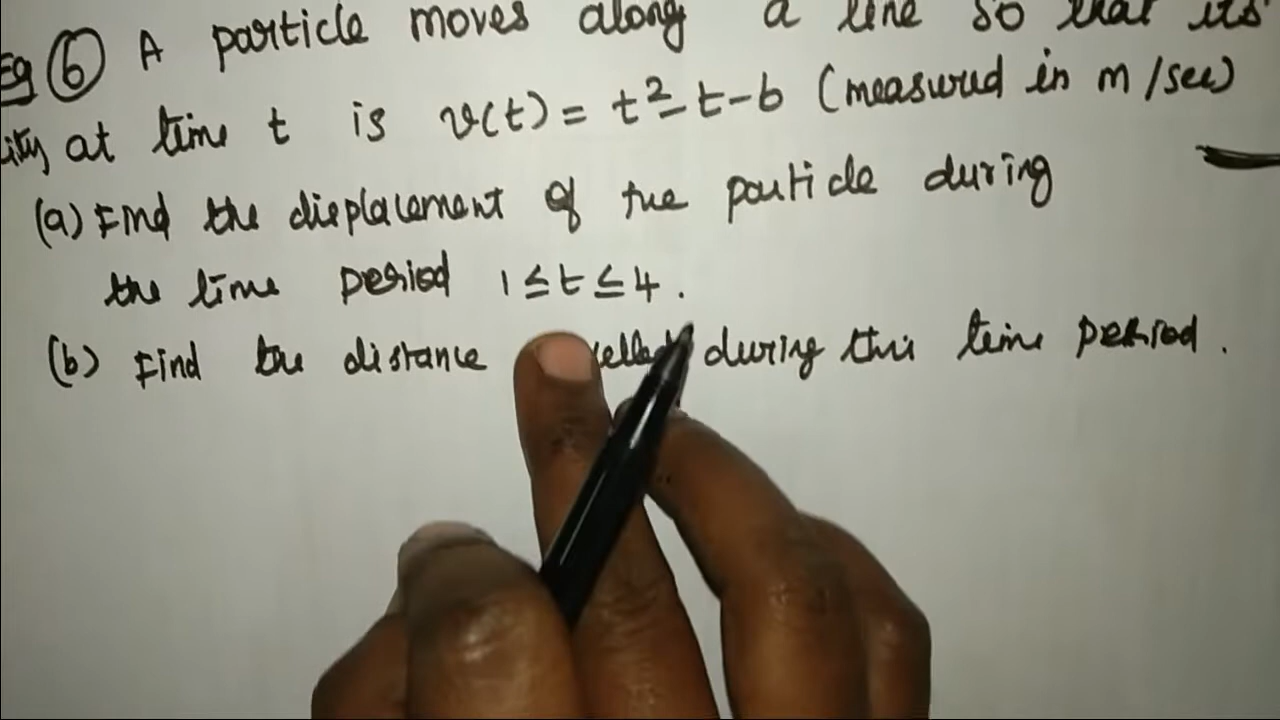 Eg 6 A particle moves along a line so that its
ity at time t is v(t) = t² - t - 6 (measured in m/sec)
(a) Find the displacement of the particle during
the time period 1 ≤ t ≤ 4.
(b) Find the distance elled during this time period.